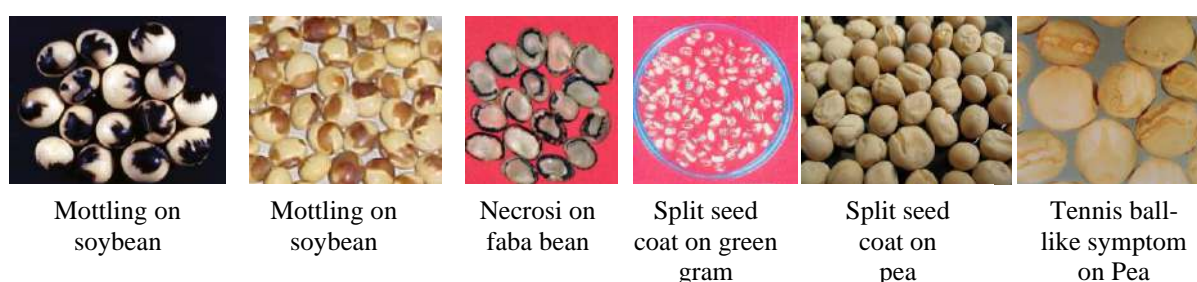 Mottling on
soybean
Mottling on
soybean
Necrosi on
faba bean
Split seed
coat on green
gram
Split seed
coat on
pea
Tennis ball-
like symptom
on Pea